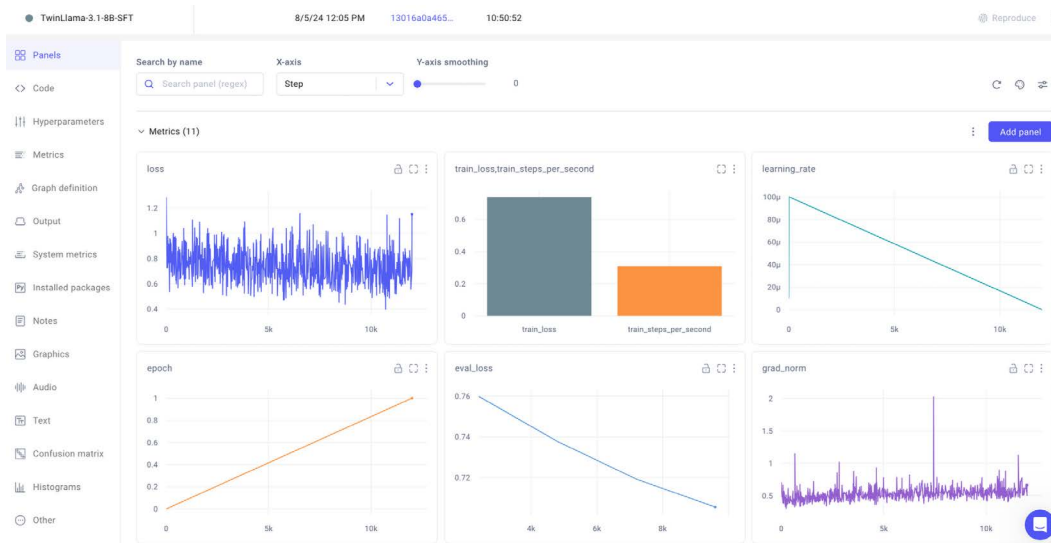 TwinLlama-3.1-8B-SFT 8/5/24 12:05 PM 13016a0a465... 10:50:52 Reproduce
Panels
Code
Hyperparameters
Metrics
Graph definition
Output
System metrics
Installed packages
Notes
Graphics
Audio
Text
Confusion matrix
Histograms
Other
Search by name X-axis Y-axis smoothing
Search panel (regex) Step 0
Metrics (11) Add panel
loss
1.2
1
0.8
0.6
0.4
0 5k 10k
train_loss,train_steps_per_second
0.6
0.4
0.2
0
train_loss train_steps_per_second
learning_rate
100μ
80μ
60μ
40μ
20μ
0
0 5k 10k
epoch
1
0.8
0.6
0.4
0.2
0
0 5k 10k
eval_loss
0.76
0.74
0.72
4k 6k 8k
grad_norm
2
1.5
1
0.5
0 5k 10k